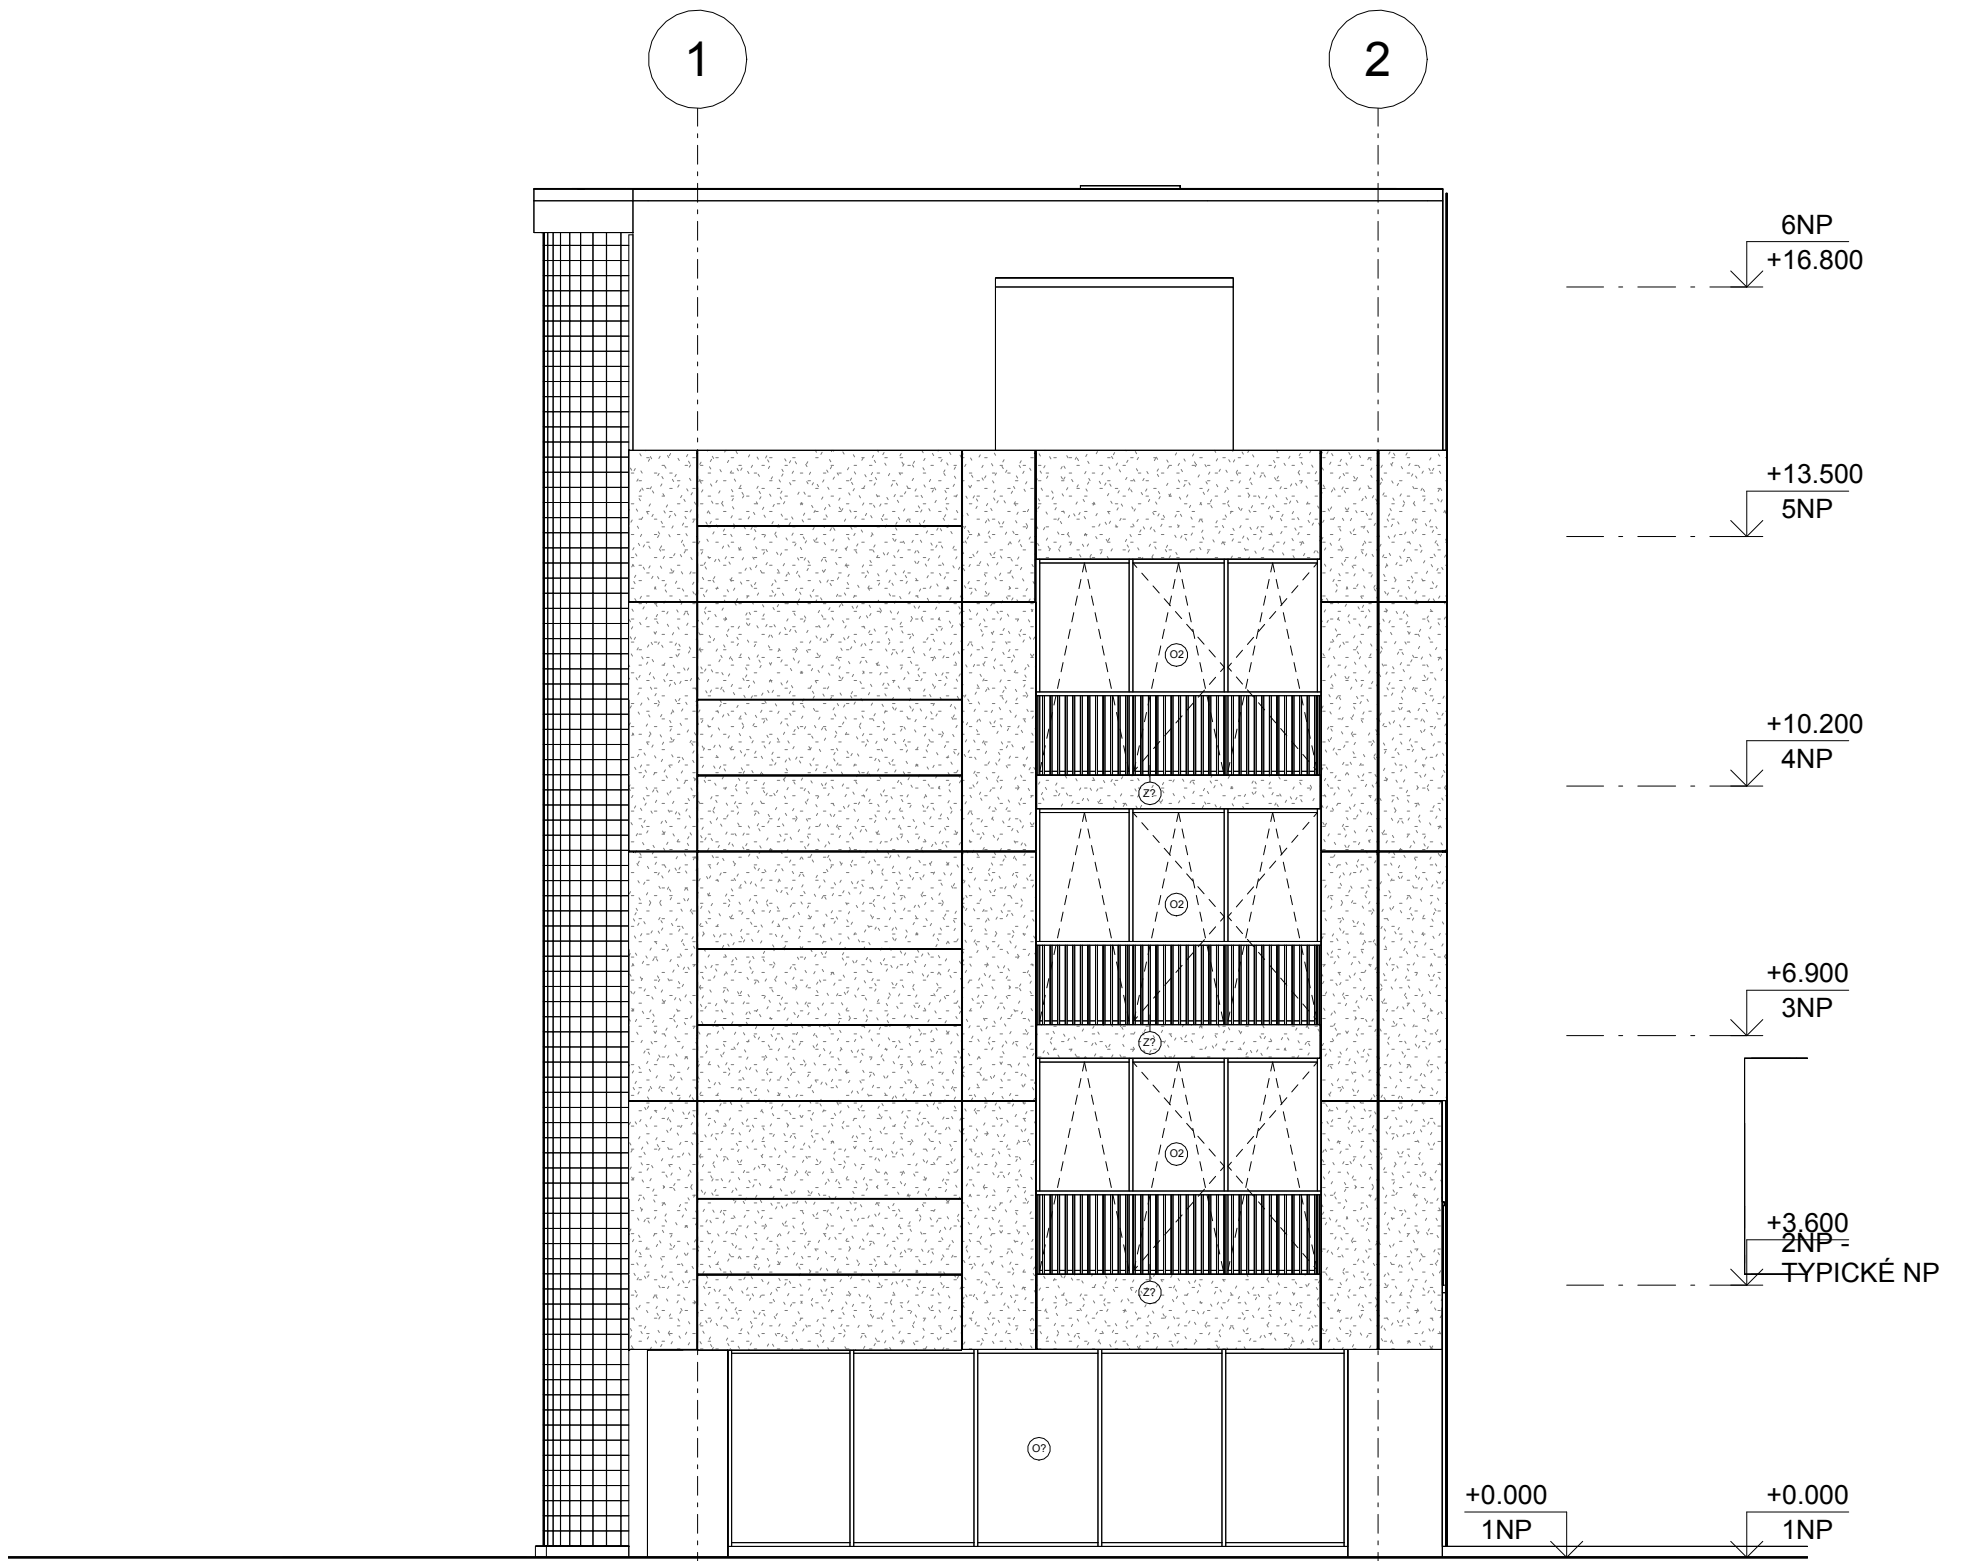 1
2
6NP
+16.800
+13.500
5NP
O2
+10.200
4NP
Z?
O2
+6.900
3NP
Z?
O2
+3.600
2NP -
TYPICKÉ NP
Z?
O?
+0.000
1NP
+0.000
1NP